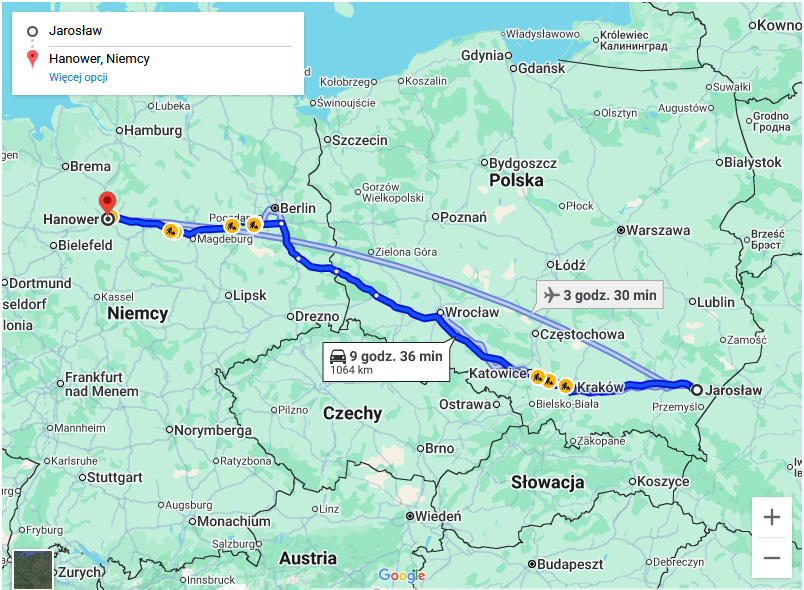 Jarosław
Hanower, Niemcy
Więcej opcji
Władysławowo
Królewiec
Калининград
Kowno
Gdynia
Gdańsk
Kołobrzeg
Koszalin
Suwałki
Świnoujście
Lubeka
Olsztyn
Augustów
Grodno
Гродно
Hamburg
Szczecin
Brema
Bydgoszcz
Białystok
Polska
Gorzów
Wielkopolski
Płock
Hanower
Berlin
Poznań
Warszawa
Brześć
Брэст
Bielefeld
Magdeburg
Zielona Góra
Łódź
Dortmund
Kassel
Lipsk
3 godz. 30 min
Lublin
Niemcy
Drezno
Wrocław
Częstochowa
Zamość
9 godz. 36 min
1064 km
Katowice
Kraków
Jarosław
Frankfurt
nad Menem
Ostrawa
Bielsko-Biała
Przemyśl
Pilzno
Czechy
Mannheim
Norymberga
Zakopane
Brno
Karlsruhe
Ratyzbona
Stuttgart
Słowacja
Koszyce
Augsburg
Linz
Wiedeń
Monachium
Fryburg
Salzburg
Austria
Zurych
Innsbruck
Google
Budapeszt
Debreczyn